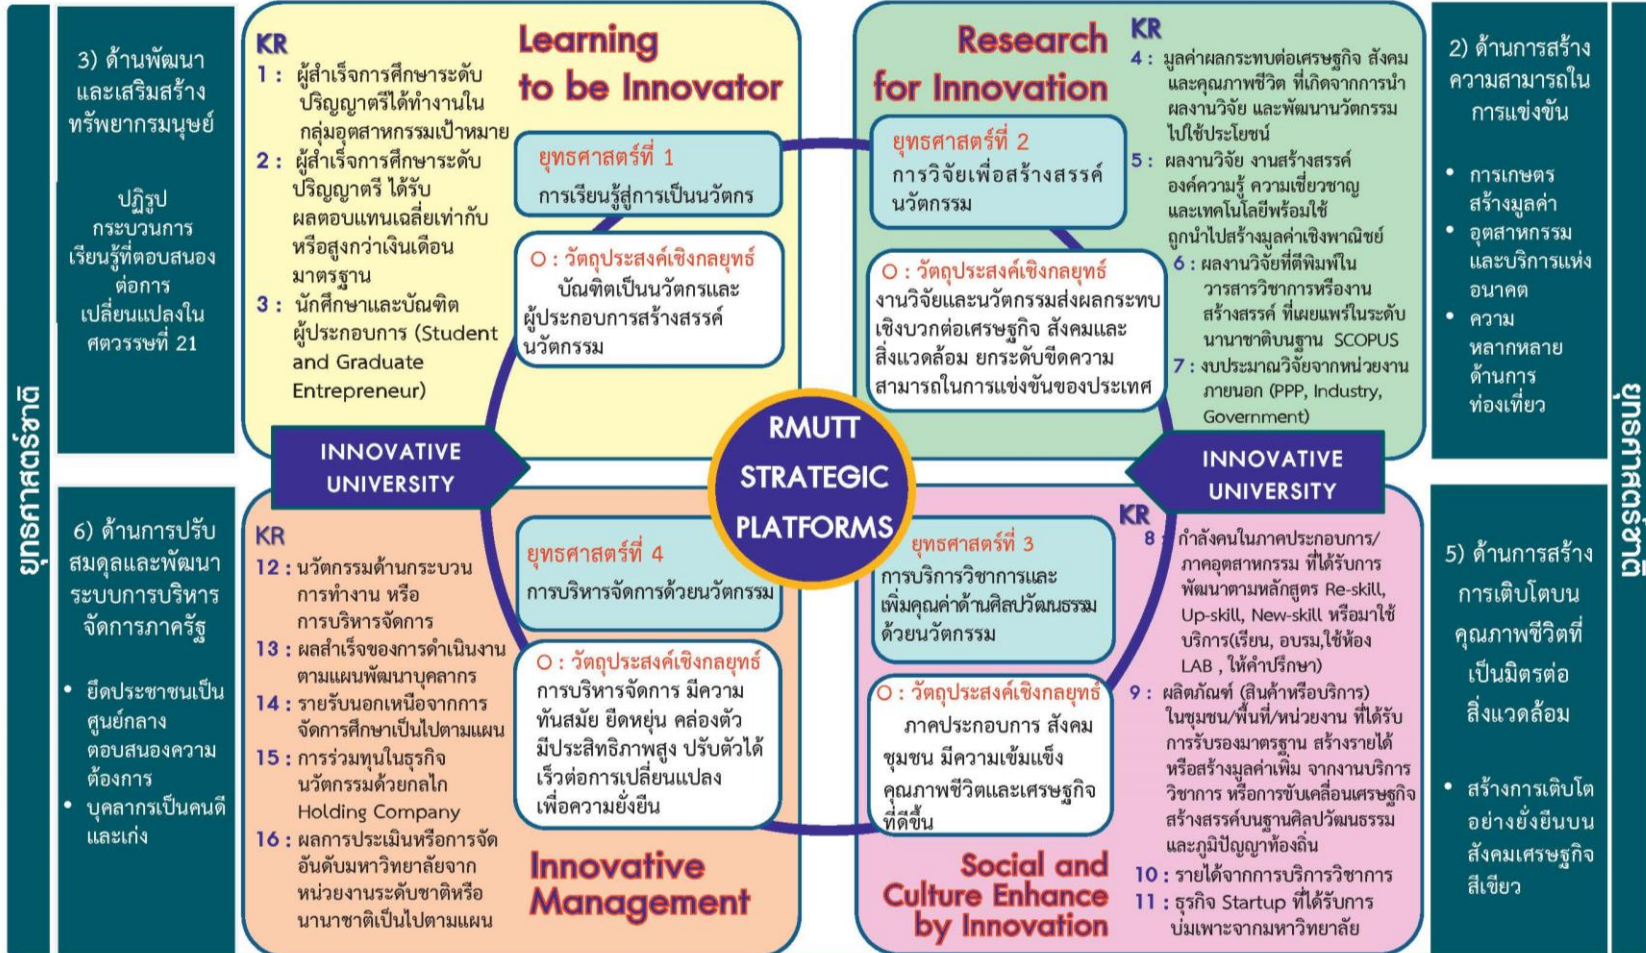 ยุทธศาสตร์ชาติ
3) ด้านพัฒนา
และเสริมสร้าง
ทรัพยากรมนุษย์
ปฏิรูป
กระบวนการ
เรียนรู้ที่ตอบสนอง
ต่อการ
เปลี่ยนแปลงใน
ศตวรรษที่ 21
KR
1 : ผู้สำเร็จการศึกษาระดับ
ปริญญาตรีได้ทำงานใน
กลุ่มอุตสาหกรรมเป้าหมาย
2 : ผู้สำเร็จการศึกษาระดับ
ปริญญาตรี ได้รับ
ผลตอบแทนเฉลี่ยเท่ากับ
หรือสูงกว่าเงินเดือน
มาตรฐาน
3 : นักศึกษาและบัณฑิต
ผู้ประกอบการ (Student
and Graduate
Entrepreneur)
Learning
to be Innovator
ยุทธศาสตร์ที่ 1
การเรียนรู้สู่การเป็นนวัตกร
O : วัตถุประสงค์เชิงกลยุทธ์
บัณฑิตเป็นนวัตกรและ
ผู้ประกอบการสร้างสรรค์
นวัตกรรม
Research
for Innovation
ยุทธศาสตร์ที่ 2
การวิจัยเพื่อสร้างสรรค์
นวัตกรรม
O : วัตถุประสงค์เชิงกลยุทธ์
งานวิจัยและนวัตกรรมส่งผลกระทบ
เชิงบวกต่อเศรษฐกิจ สังคมและ
สิ่งแวดล้อม ยกระดับขีดความ
สามารถในการแข่งขันของประเทศ
KR
4 : มูลค่าผลกระทบต่อเศรษฐกิจ สังคม
และคุณภาพชีวิต ที่เกิดจากการนำ
ผลงานวิจัย และพัฒนานวัตกรรม
ไปใช้ประโยชน์
5 : ผลงานวิจัย งานสร้างสรรค์
องค์ความรู้ ความเชี่ยวชาญ
และเทคโนโลยีพร้อมใช้
ถูกนำไปสร้างมูลค่าเชิงพาณิชย์
6 : ผลงานวิจัยที่ตีพิมพ์ใน
วารสารวิชาการหรืองาน
สร้างสรรค์ ที่เผยแพร่ในระดับ
นานาชาติบนฐาน SCOPUS
7 : งบประมาณวิจัยจากหน่วยงาน
ภายนอก (PPP, Industry,
Government)
2) ด้านการสร้าง
ความสามารถใน
การแข่งขัน
• การเกษตร
สร้างมูลค่า
• อุตสาหกรรม
และบริการแห่ง
อนาคต
• ความ
หลากหลาย
ด้านการ
ท่องเที่ยว
ยุทธศาสตร์ชาติ
INNOVATIVE
UNIVERSITY
RMUTT
STRATEGIC
PLATFORMS
INNOVATIVE
UNIVERSITY
6) ด้านการปรับ
สมดุลและพัฒนา
ระบบการบริหาร
จัดการภาครัฐ
• ยึดประชาชนเป็น
ศูนย์กลาง
ตอบสนองความ
ต้องการ
• บุคลากรเป็นคนดี
และเก่ง
KR
12 : นวัตกรรมด้านกระบวน
การทำงาน หรือ
การบริหารจัดการ
13 : ผลสำเร็จของการดำเนินงาน
ตามแผนพัฒนาบุคลากร
14 : รายรับนอกเหนือจากการ
จัดการศึกษาเป็นไปตามแผน
15 : การร่วมทุนในธุรกิจ
นวัตกรรมด้วยกลไก
Holding Company
16 : ผลการประเมินหรือการจัด
อันดับมหาวิทยาลัยจาก
หน่วยงานระดับชาติหรือ
นานาชาติเป็นไปตามแผน
ยุทธศาสตร์ที่ 4
การบริหารจัดการด้วยนวัตกรรม
O : วัตถุประสงค์เชิงกลยุทธ์
การบริหารจัดการ มีความ
ทันสมัย ยืดหยุ่น คล่องตัว
มีประสิทธิภาพสูง ปรับตัวได้
เร็วต่อการเปลี่ยนแปลง
เพื่อความยั่งยืน
Innovative
Management
ยุทธศาสตร์ที่ 3
การบริการวิชาการและ
เพิ่มคุณค่าด้านศิลปวัฒนธรรม
ด้วยนวัตกรรม
O : วัตถุประสงค์เชิงกลยุทธ์
ภาคประกอบการ สังคม
ชุมชน มีความเข้มแข็ง
คุณภาพชีวิตและเศรษฐกิจ
ที่ดีขึ้น
Social and
Culture Enhance
by Innovation
KR
8 : กำลังคนในภาคประกอบการ/
ภาคอุตสาหกรรม ที่ได้รับการ
พัฒนาตามหลักสูตร Re-skill,
Up-skill, New-skill หรือมาใช้
บริการ(เรียน, อบรม,ใช้ห้อง
LAB , ให้คำปรึกษา)
9 : ผลิตภัณฑ์ (สินค้าหรือบริการ)
ในชุมชน/พื้นที่/หน่วยงาน ที่ได้รับ
การรับรองมาตรฐาน สร้างรายได้
หรือสร้างมูลค่าเพิ่ม จากงานบริการ
วิชาการ หรือการขับเคลื่อนเศรษฐกิจ
สร้างสรรค์บนฐานศิลปวัฒนธรรม
และภูมิปัญญาท้องถิ่น
10 : รายได้จากการบริการวิชาการ
11 : ธุรกิจ Startup ที่ได้รับการ
บ่มเพาะจากมหาวิทยาลัย
5) ด้านการสร้าง
การเติบโตบน
คุณภาพชีวิตที่
เป็นมิตรต่อ
สิ่งแวดล้อม
• สร้างการเติบโต
อย่างยั่งยืนบน
สังคมเศรษฐกิจ
สีเขียว